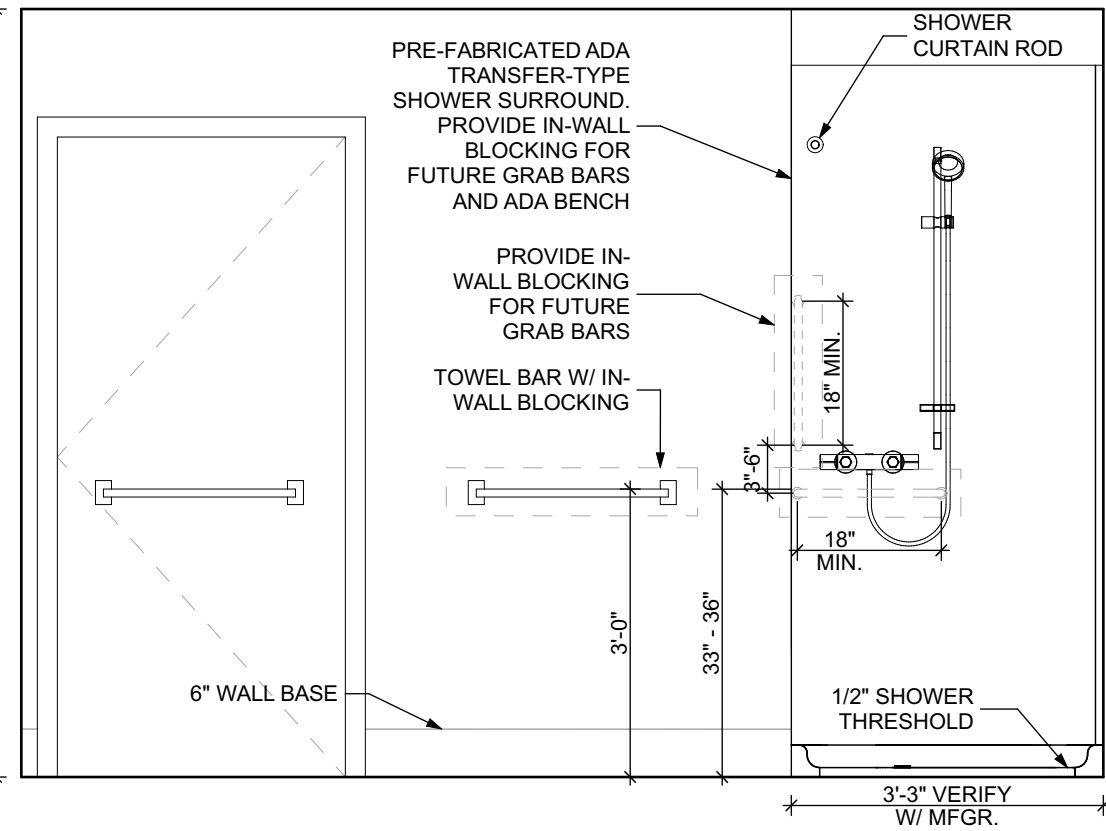 SHOWER
CURTAIN ROD
PRE-FABRICATED ADA
TRANSFER-TYPE
SHOWER SURROUND.
PROVIDE IN-WALL
BLOCKING FOR
FUTURE GRAB BARS
AND ADA BENCH
PROVIDE IN-
WALL BLOCKING
FOR FUTURE
GRAB BARS
18" MIN.
TOWEL BAR W/ IN-
WALL BLOCKING
3"-6"
18"
MIN.
3'-0"
33" - 36"
6" WALL BASE
1/2" SHOWER
THRESHOLD
3'-3" VERIFY
W/ MFGR.